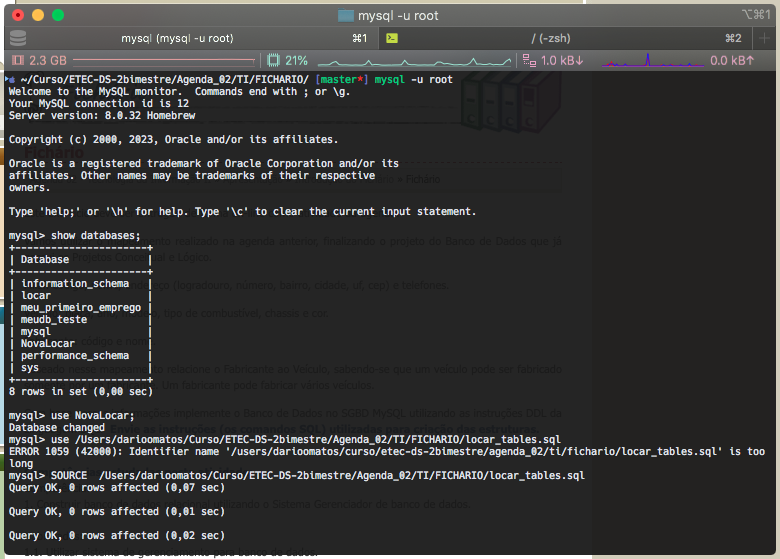 mysql -u root
⌥⌘1
mysql (mysql -u root)
⌘1
/ (-zsh)
⌘2
2.3 GB
21%
1.0 kB↓
0.0 kB↑
~/Curso/ETEC-DS-2bimestre/Agenda_02/TI/FICHARIO/ [master*] mysql -u root
Welcome to the MySQL monitor.  Commands end with ; or \g.
Your MySQL connection id is 12
Server version: 8.0.32 Homebrew
Copyright (c) 2000, 2023, Oracle and/or its affiliates.
Oracle is a registered trademark of Oracle Corporation and/or its
affiliates. Other names may be trademarks of their respective
owners.
Type 'help;' or '\h' for help. Type '\c' to clear the current input statement.
mysql> show databases;
+--------------------+
| Database           |
+--------------------+
| information_schema |
| locar              |
| meu_primeiro_emprego |
| meudb_teste        |
| mysql              |
| NovaLocar          |
| performance_schema |
| sys                |
+--------------------+
8 rows in set (0,00 sec)
mysql> use NovaLocar;
Database changed
mysql> use /Users/darioomatos/Curso/ETEC-DS-2bimestre/Agenda_02/TI/FICHARIO/locar_tables.sql
ERROR 1059 (42000): Identifier name '/users/darioomatos/curso/etec-ds-2bimestre/agenda_02/ti/fichario/locar_tables.sql' is too
long
mysql> SOURCE /Users/darioomatos/Curso/ETEC-DS-2bimestre/Agenda_02/TI/FICHARIO/locar_tables.sql
Query OK, 0 rows affected (0,07 sec)
Query OK, 0 rows affected (0,01 sec)
Query OK, 0 rows affected (0,02 sec)